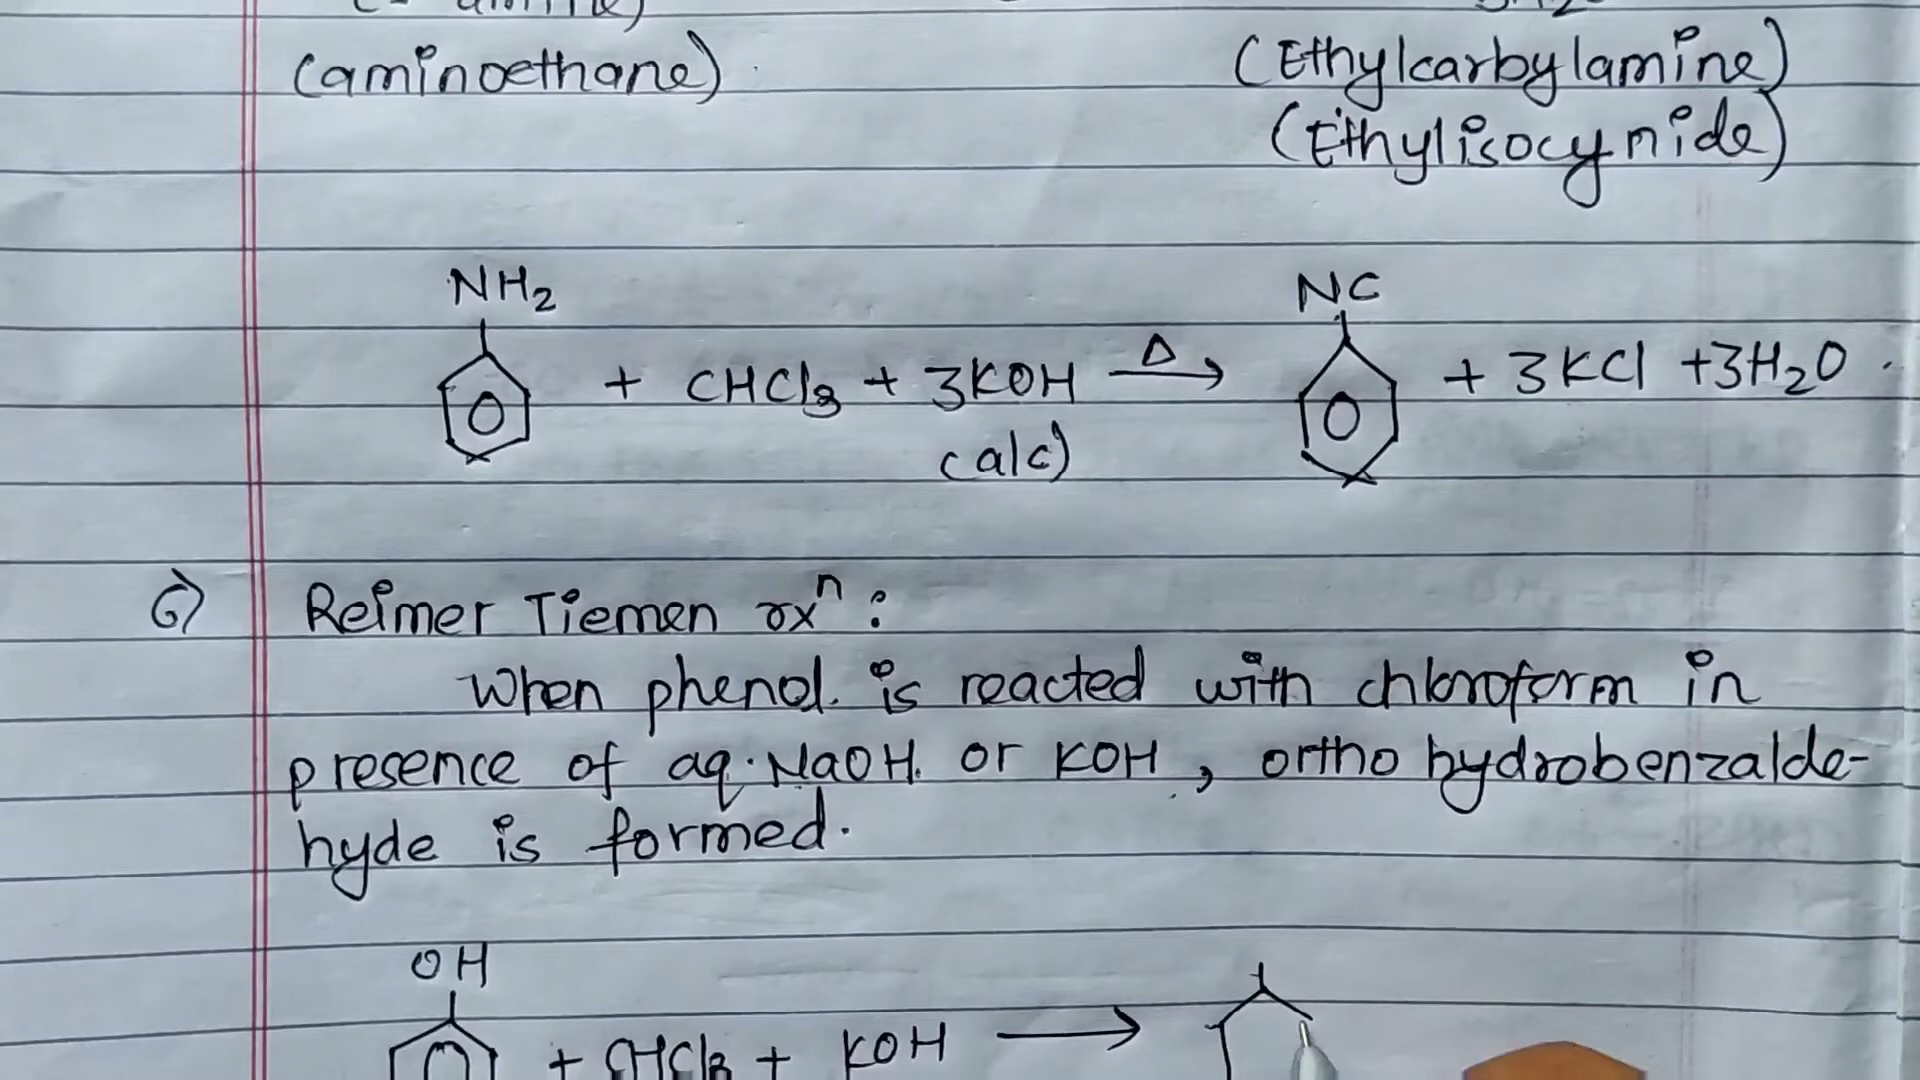 (aminoethane)
(Ethylcarbylamine)
(Ethylisocynide)
NH2
NC
+ CHCl3 + 3KOH Δ → + 3KCl + 3H2O.
(alc)
6) Reimer Tiemen rxn :
When phenol. is reacted with chloroform in
presence of aq. NaOH. or KOH, ortho hydrobenzalde-
hyde is formed.
OH
+ CHCl3 + KOH →